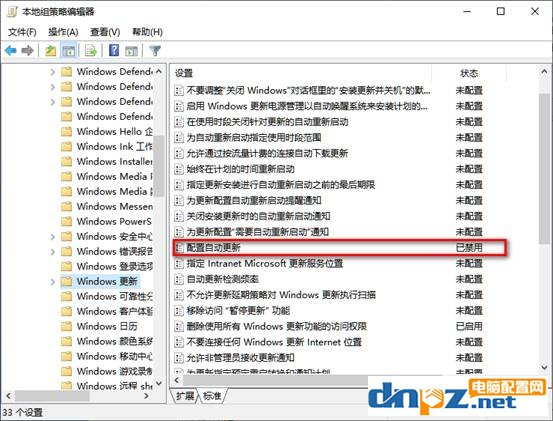 本地组策略编辑器
文件(F) 操作(A) 查看(V) 帮助(H)
Windows Defende
Windows Defende
Windows Defende
Windows Defende
Windows Hello 企
Windows Ink 工作
Windows Installer
Windows Media
Windows Media
Windows Messen
Windows PowerS
Windows 安全中心
Windows 错误报告
Windows 登录选项
Windows 更新
Windows 可靠性分
Windows 客户体验
Windows 日历
Windows 颜色系统
Windows 移动中心
Windows 游戏录制
Windows 远程 she
设置 状态
不要调整"关闭 Windows"对话框里的"安装更新并关机"的默... 未配置
启用 Windows 更新电源管理以自动唤醒系统来安装计划的... 未配置
在使用时段关闭针对更新的自动重新启动 未配置
为自动重新启动指定使用时段范围 未配置
允许通过按流量计费的连接自动下载更新 未配置
始终在计划的时间重新启动 未配置
指定更新安装进行自动重新启动之前的最后期限 未配置
为更新配置自动重新启动提醒通知 未配置
关闭安装更新时的自动重启动通知 未配置
为更新配置"需要自动重新启动"通知 未配置
配置自动更新 已禁用
指定 Intranet Microsoft 更新服务位置 未配置
自动更新检测频率 未配置
不允许更新延期策略对 Windows 更新执行扫描 未配置
移除访问 "暂停更新" 功能 未配置
删除使用所有 Windows 更新功能的访问权限 已启用
不要连接任何 Windows 更新 Internet 位置 未配置
允许非管理员接收更新通知 未配置
为更新指定预定重启转换和通知计划 未配置
扩展 标准
33 个设置
电脑配置网
dnpz.net